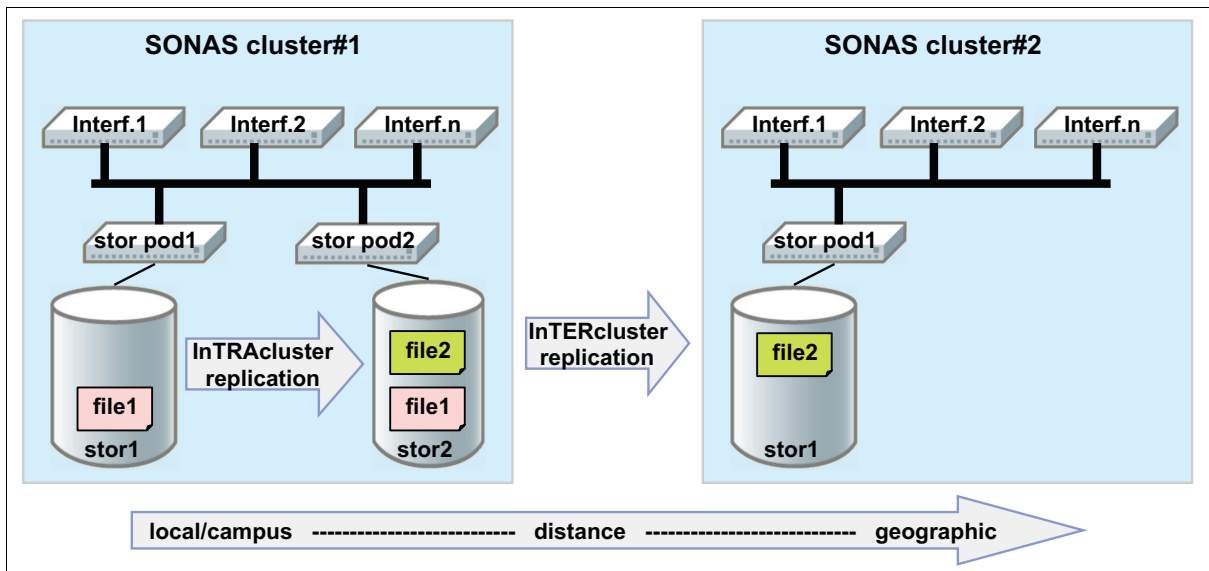 SONAS cluster#1
Interf.1
Interf.2
Interf.n
stor pod1
stor pod2
file1
stor1
InTRAcluster
replication
file2
file1
stor2
InTERcluster
replication
SONAS cluster#2
Interf.1
Interf.2
Interf.n
stor pod1
file2
stor1
local/campus --------------------------- distance ---------------------------- geographic